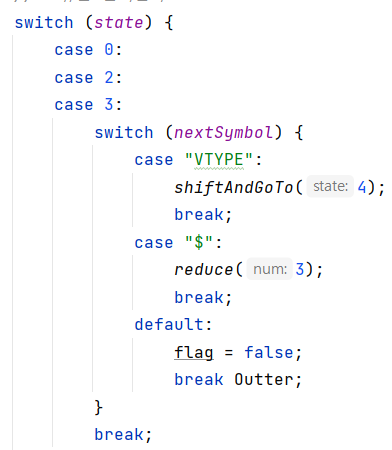 switch (state) {
case 0:
case 2:
case 3:
switch (nextSymbol) {
case "VTYPE":
shiftAndGoTo( state: 4);
break;
case "$":
reduce( num: 3);
break;
default:
flag = false;
break Outter;
}
break;